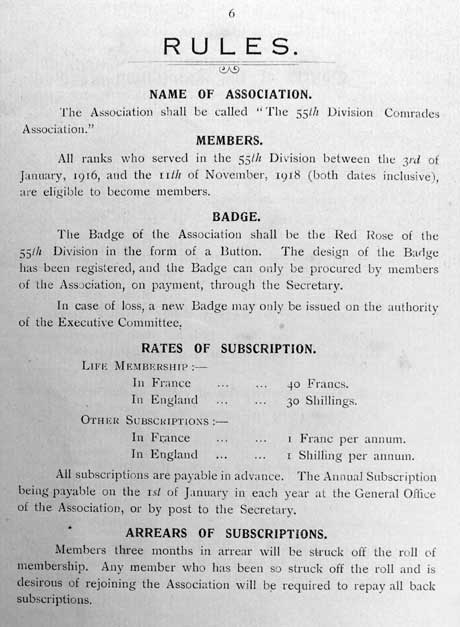 6
RULES.
NAME OF ASSOCIATION.
The Association shall be called "The 55th Division Comrades
Association."
MEMBERS.
All ranks who served in the 55th Division between the 3rd of
January, 1916, and the 11th of November, 1918 (both dates inclusive),
are eligible to become members.
BADGE.
The Badge of the Association shall be the Red Rose of the
55th Division in the form of a Button. The design of the Badge
has been registered, and the Badge can only be procured by members
of the Association, on payment, through the Secretary.
In case of loss, a new Badge may only be issued on the authority
of the Executive Committee.
RATES OF SUBSCRIPTION.
LIFE MEMBERSHIP :—
In France ... ... 40 Francs.
In England ... ... 30 Shillings.
OTHER SUBSCRIPTIONS :—
In France ... ... 1 Franc per annum.
In England ... ... 1 Shilling per annum.
All subscriptions are payable in advance. The Annual Subscription
being payable on the 1st of January in each year at the General Office
of the Association, or by post to the Secretary.
ARREARS OF SUBSCRIPTIONS.
Members three months in arrear will be struck off the roll of
membership. Any member who has been so struck off the roll and is
desirous of rejoining the Association will be required to repay all back
subscriptions.